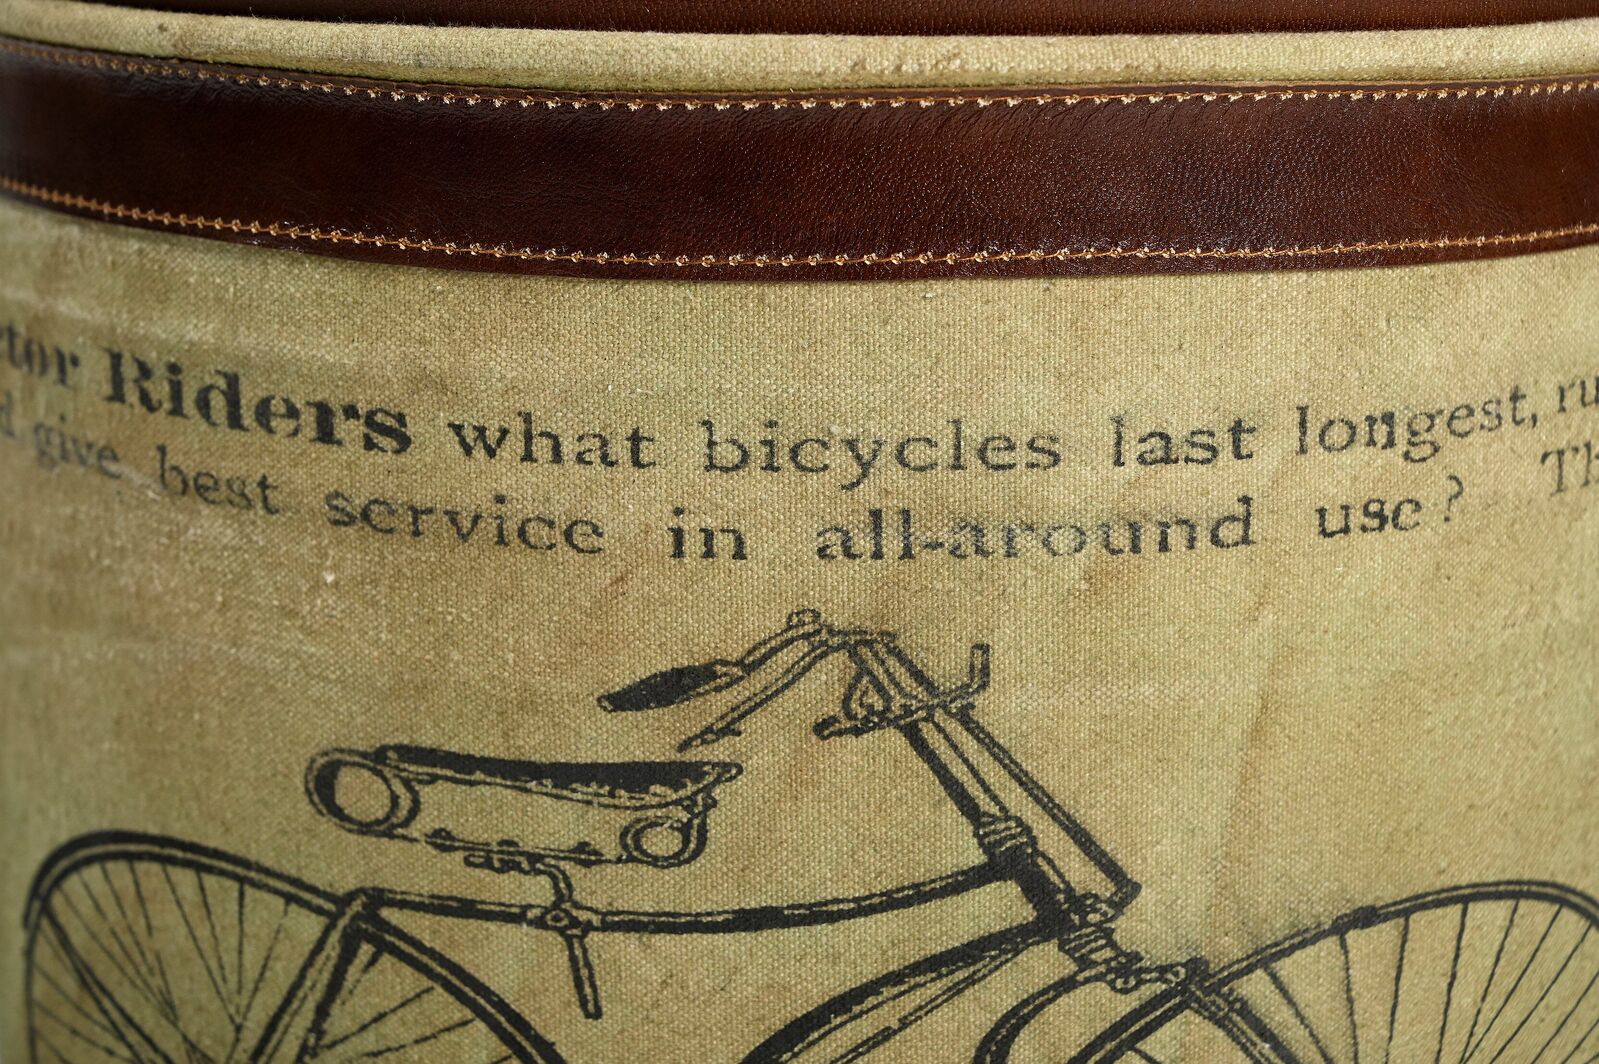 Riders what bicycles last longest,
give best service in all-around use?